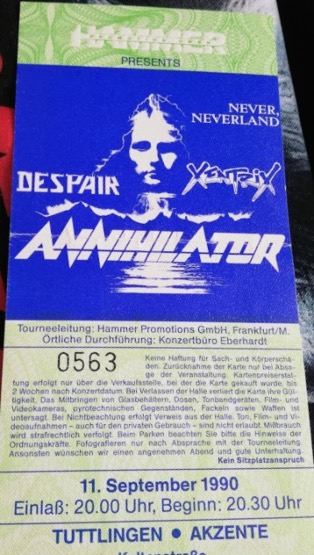 HAMMER
PRESENTS
NEVER,
NEVERLAND
DESPAIR
XENTRIX
ANNIHILATOR
Tourneeleitung: Hammer Promotions GmbH, Frankfurt/M.
Örtliche Durchführung: Konzertbüro Eberhardt
0563
Keine Haftung für Sach- und Körperschä-
den. Zurücknahme der Karte nur bei Absa-
ge der Veranstaltung. Kartenpreiserstat-
tung erfolgt nur über die Verkaufsstelle, bei der die Karte gekauft wurde, bis
2 Wochen nach Konzertdatum. Bei Verlassen der Halle verliert die Karte ihre Gül-
tigkeit. Das Mitbringen von Glasbehältern, Dosen, Tonbandgeräten, Film- und
Videokameras, pyrotechnischen Gegenständen, Fackeln sowie Waffen ist
untersagt. Bei Nichtbeachtung erfolgt Verweis aus der Halle. Ton, Film- und Vi-
deoaufnahmen – auch für den privaten Gebrauch – sind nicht erlaubt. Mißbrauch
wird strafrechtlich verfolgt. Beim Parken beachten Sie bitte die Hinweise der
Ordnungskräfte. Fotografieren nur nach Absprache mit der Tourneeleitung.
Ansonsten wünschen wir einen angenehmen Abend und gute Unterhaltung.
Kein Sitzplatzanspruch
11. September 1990
Einlaß: 20.00 Uhr, Beginn: 20.30 Uhr
TUTTLINGEN • AKZENTE